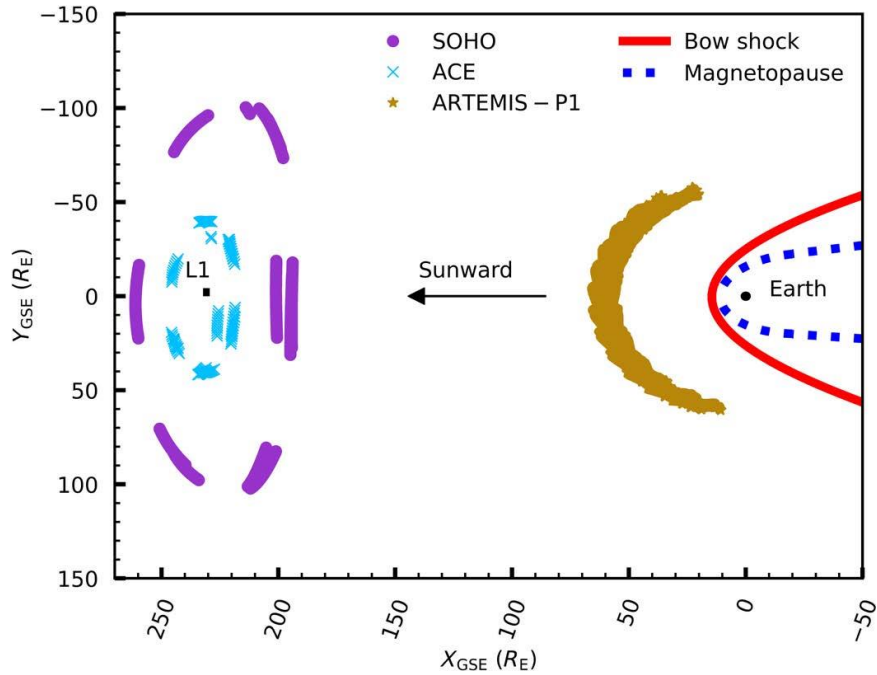 −150
−100
−50
0
50
100
150
Y_GSE (R_E)
SOHO
ACE
ARTEMIS − P1
Bow shock
Magnetopause
L1
Sunward
Earth
250
200
150
100
50
0
−50
X_GSE (R_E)